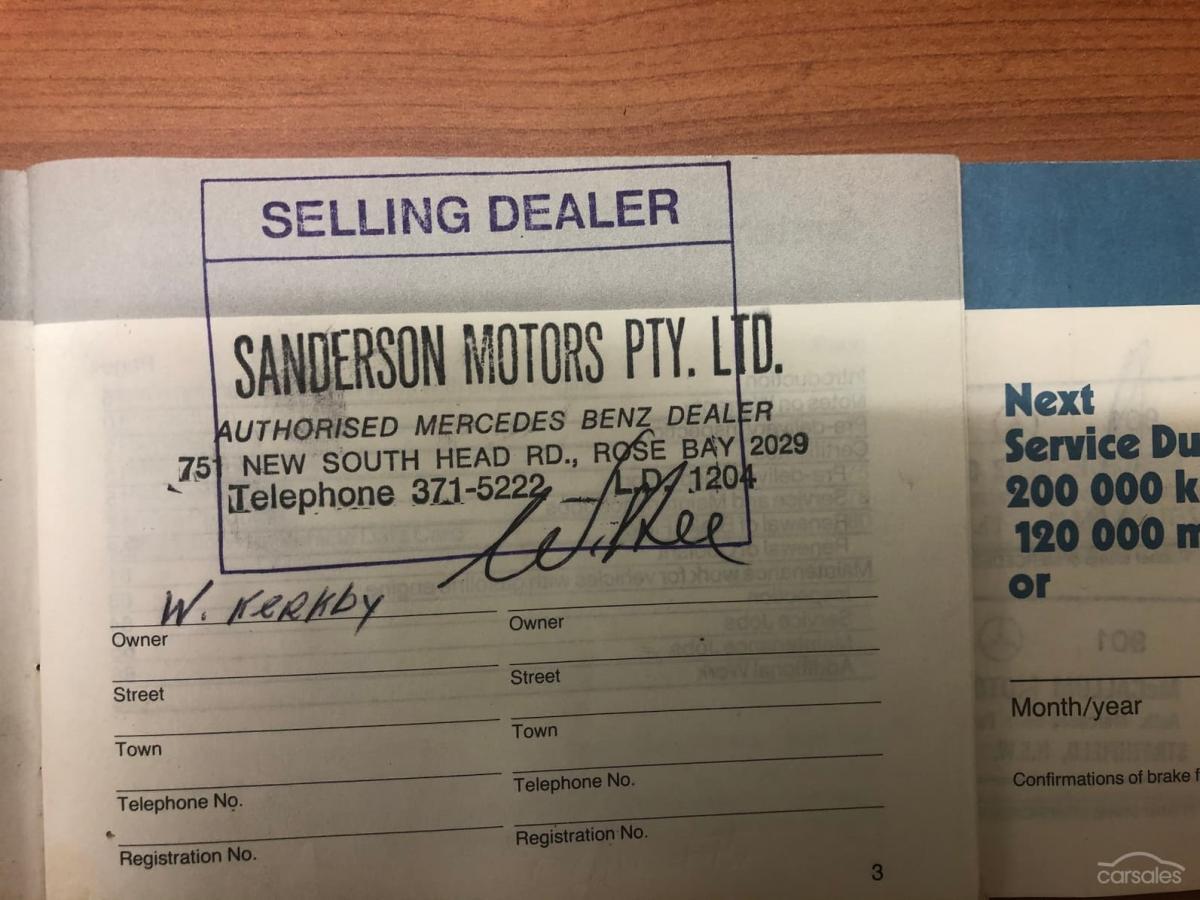 SELLING DEALER
SANDERSON MOTORS PTY. LTD.
AUTHORISED MERCEDES BENZ DEALER
751 NEW SOUTH HEAD RD., ROSE BAY 2029
Telephone 371-5222 L.D. 1204
W. KERKBY
Owner
Street
Town
Telephone No.
Registration No.
Owner
Street
Town
Telephone No.
Registration No.
3
Next
Service Du
200 000 k
120 000 m
or
Month/year
Confirmations of brake f
carsales